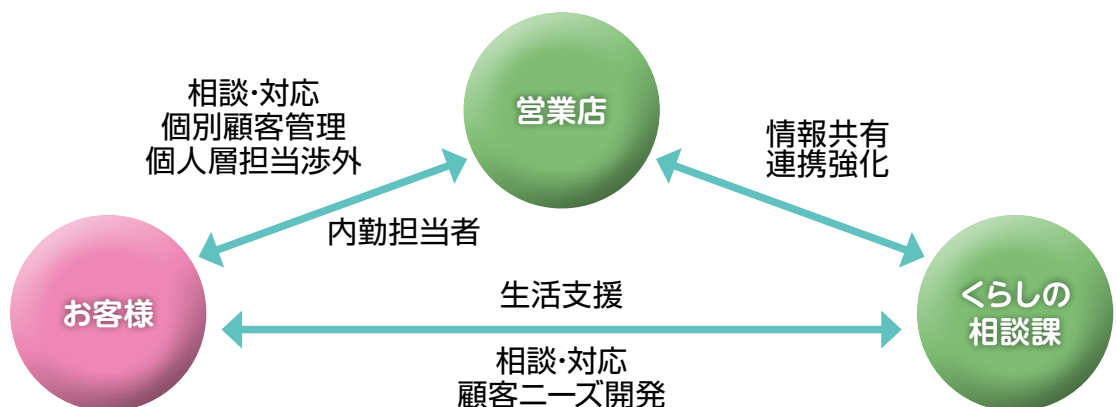 相談・対応
個別顧客管理
個人層担当渉外
営業店
情報共有
連携強化
内勤担当者
お客様
生活支援
くらしの
相談課
相談・対応
顧客ニーズ開発